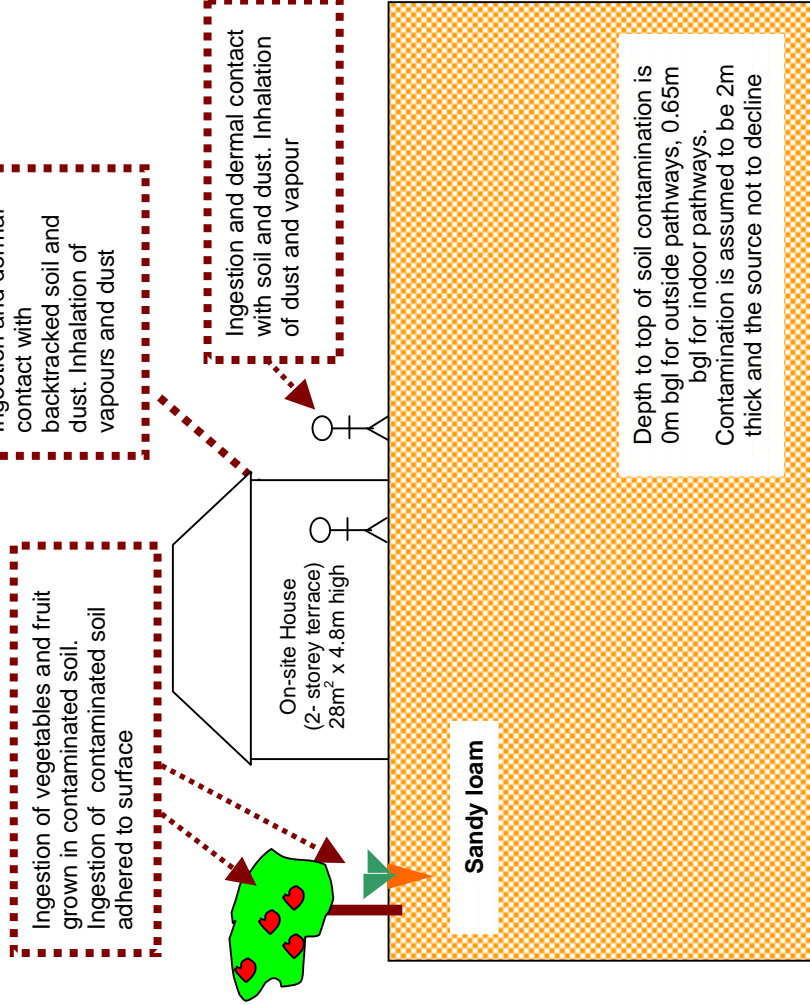 Ingestion of vegetables and fruit
grown in contaminated soil.
Ingestion of contaminated soil
adhered to surface
contact with
backtracked soil and
dust. Inhalation of
vapours and dust
Ingestion and dermal contact
with soil and dust. Inhalation
of dust and vapour
On-site House
(2- storey terrace)
28m² x 4.8m high
Sandy loam
Depth to top of soil contamination is
0m bgl for outside pathways, 0.65m
bgl for indoor pathways.
Contamination is assumed to be 2m
thick and the source not to decline